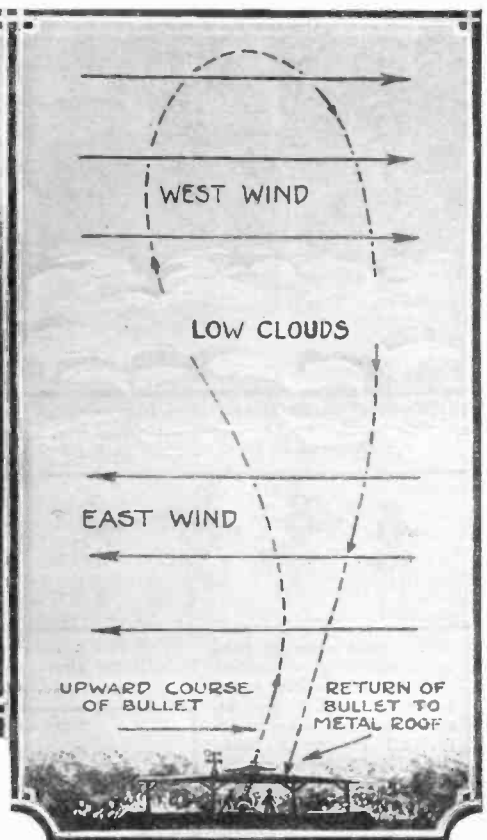 WEST WIND
LOW CLOUDS
EAST WIND
UPWARD COURSE
OF BULLET
RETURN OF
BULLET TO
METAL ROOF